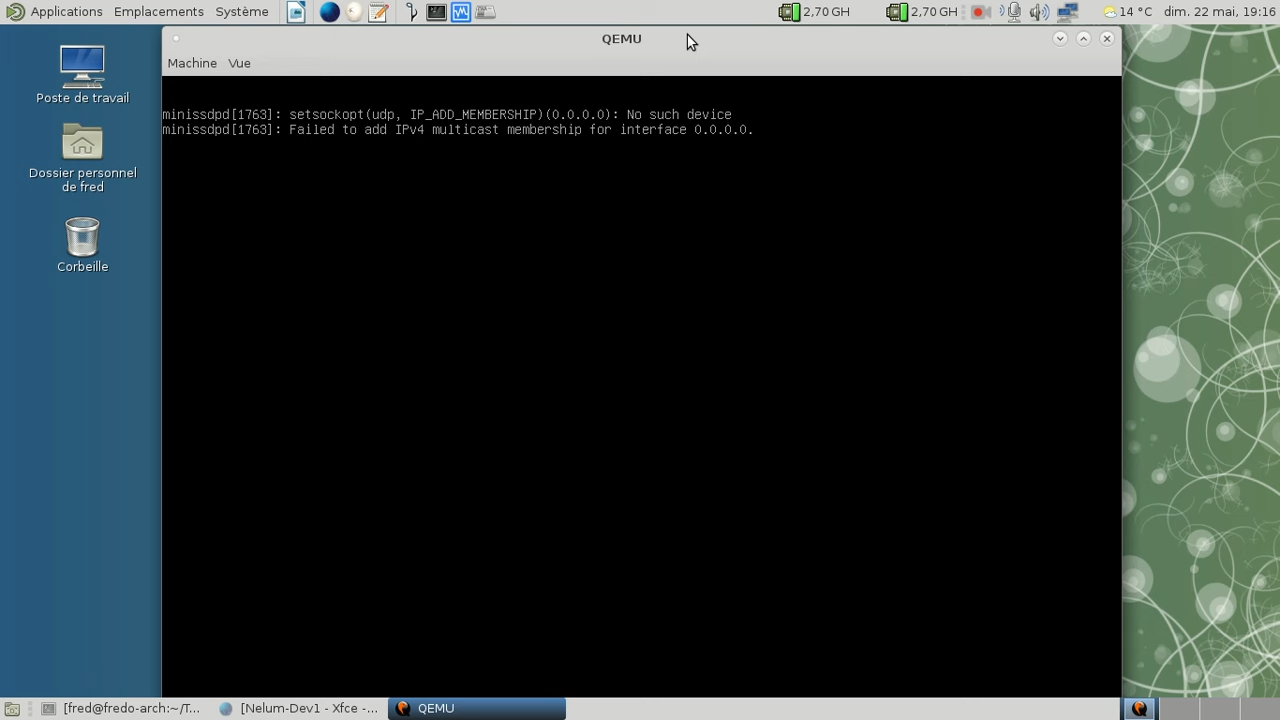 Applications Emplacements Système 2,70 GH 2,70 GH 14 °C dim. 22 mai, 19:16
QEMU
Machine Vue
minissdpd[1763]: setsockopt(udp, IP_ADD_MEMBERSHIP)(0.0.0.0): No such device
minissdpd[1763]: Failed to add IPv4 multicast membership for interface 0.0.0.0.
Poste de travail
Dossier personnel
de fred
Corbeille
[fred@fredo-arch:~/T... [Nelum-Dev1 - Xfce -... QEMU